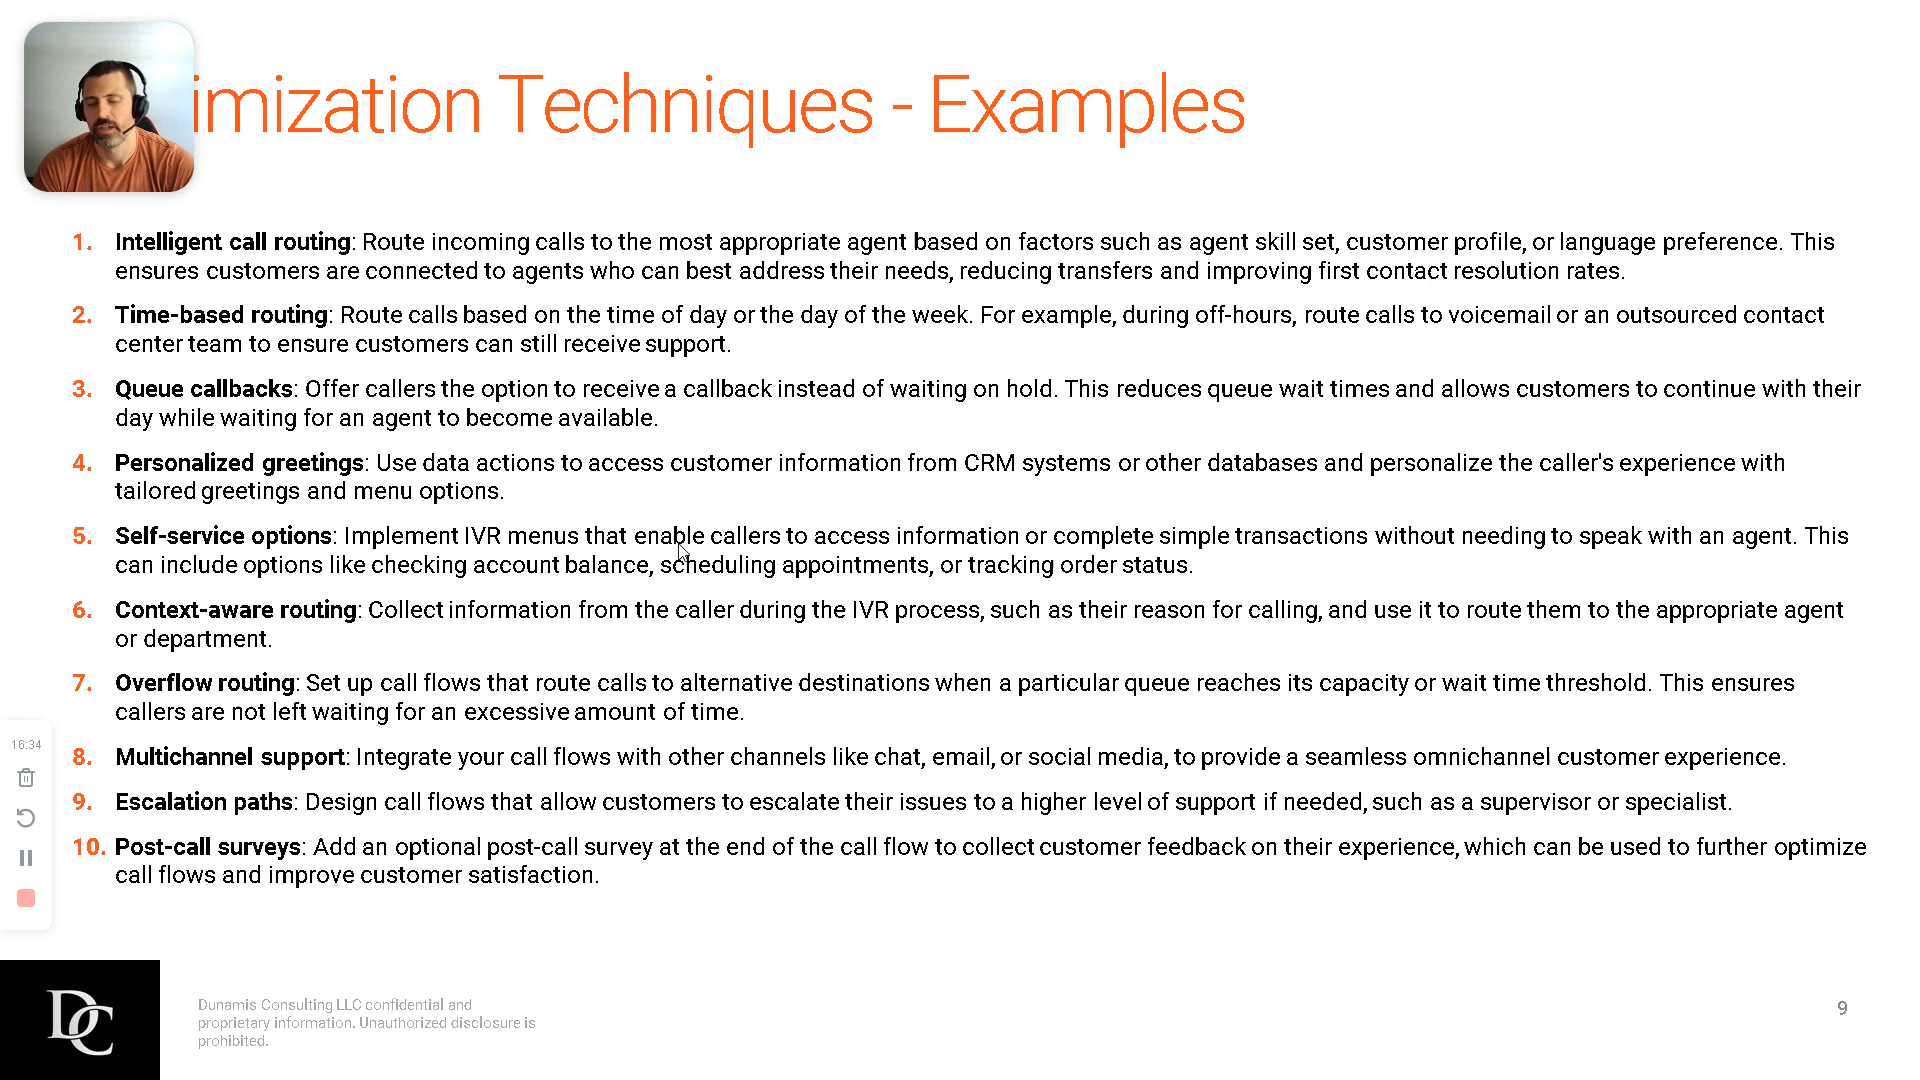 imization Techniques - Examples
1. Intelligent call routing: Route incoming calls to the most appropriate agent based on factors such as agent skill set, customer profile, or language preference. This
ensures customers are connected to agents who can best address their needs, reducing transfers and improving first contact resolution rates.
2. Time-based routing: Route calls based on the time of day or the day of the week. For example, during off-hours, route calls to voicemail or an outsourced contact
center team to ensure customers can still receive support.
3. Queue callbacks: Offer callers the option to receive a callback instead of waiting on hold. This reduces queue wait times and allows customers to continue with their
day while waiting for an agent to become available.
4. Personalized greetings: Use data actions to access customer information from CRM systems or other databases and personalize the caller's experience with
tailored greetings and menu options.
5. Self-service options: Implement IVR menus that enable callers to access information or complete simple transactions without needing to speak with an agent. This
can include options like checking account balance, scheduling appointments, or tracking order status.
6. Context-aware routing: Collect information from the caller during the IVR process, such as their reason for calling, and use it to route them to the appropriate agent
or department.
7. Overflow routing: Set up call flows that route calls to alternative destinations when a particular queue reaches its capacity or wait time threshold. This ensures
callers are not left waiting for an excessive amount of time.
16:34
8. Multichannel support: Integrate your call flows with other channels like chat, email, or social media, to provide a seamless omnichannel customer experience.
9. Escalation paths: Design call flows that allow customers to escalate their issues to a higher level of support if needed, such as a supervisor or specialist.
10. Post-call surveys: Add an optional post-call survey at the end of the call flow to collect customer feedback on their experience, which can be used to further optimize
call flows and improve customer satisfaction.
DC
Dunamis Consulting LLC confidential and
proprietary information. Unauthorized disclosure is
prohibited.
9